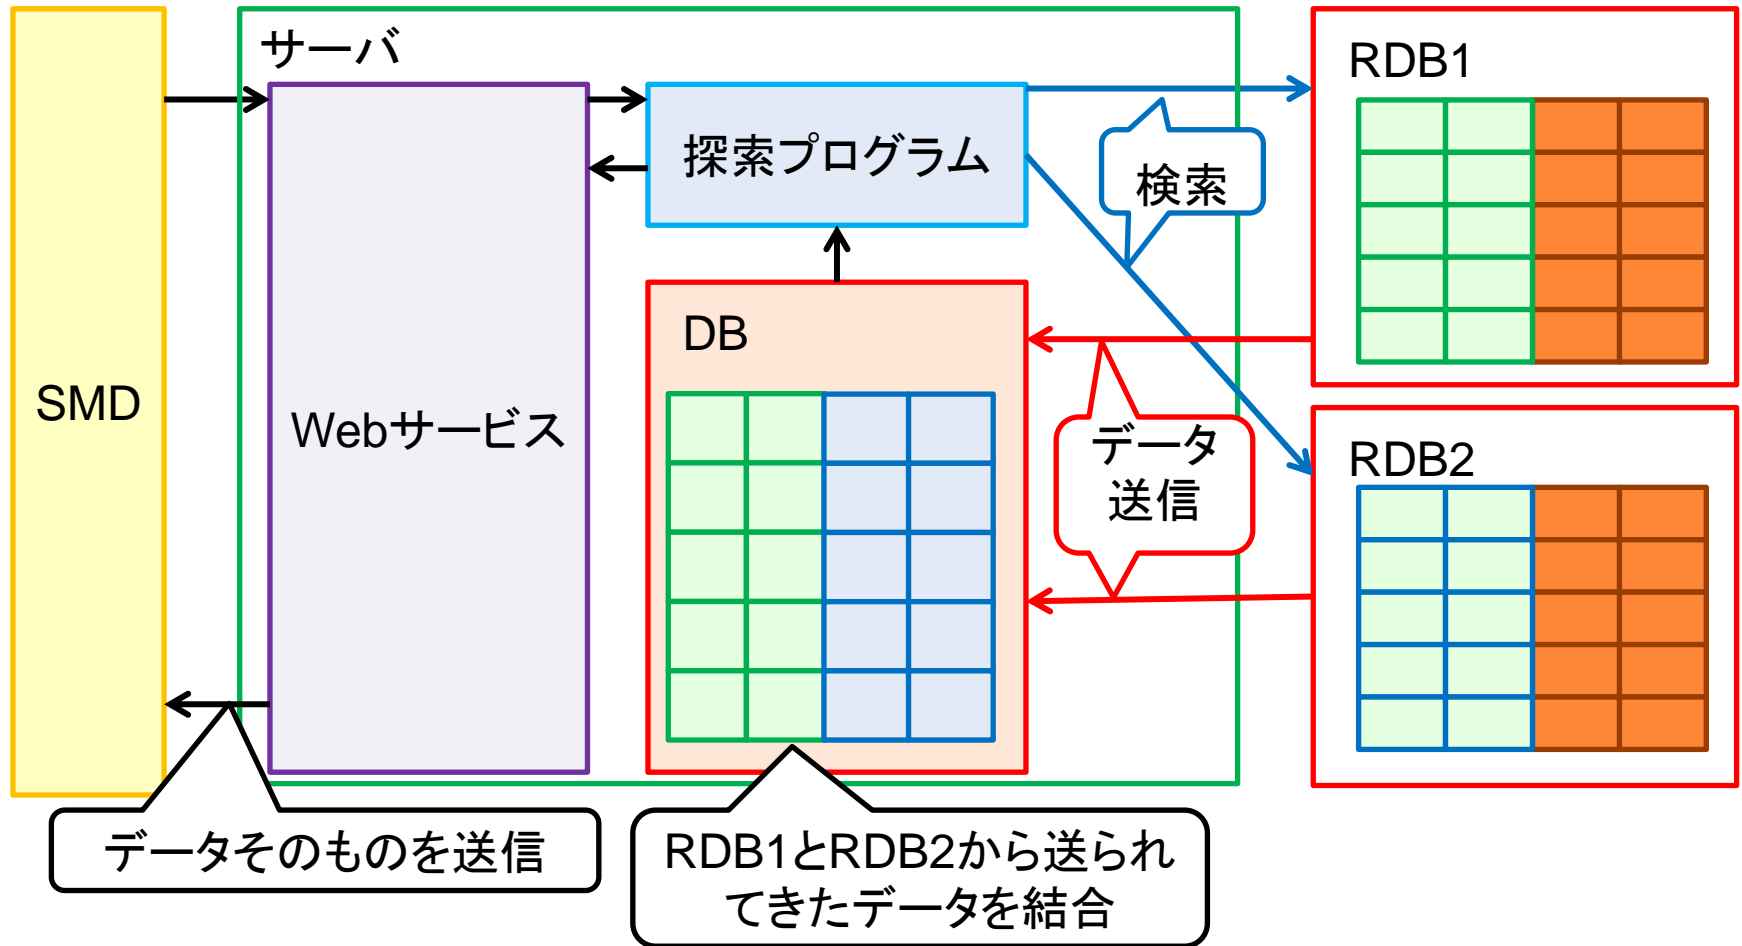 サーバ
RDB1
探索プログラム
検索
DB
SMD
Webサービス
データ
送信
RDB2
データそのものを送信
RDB1とRDB2から送られ
てきたデータを結合